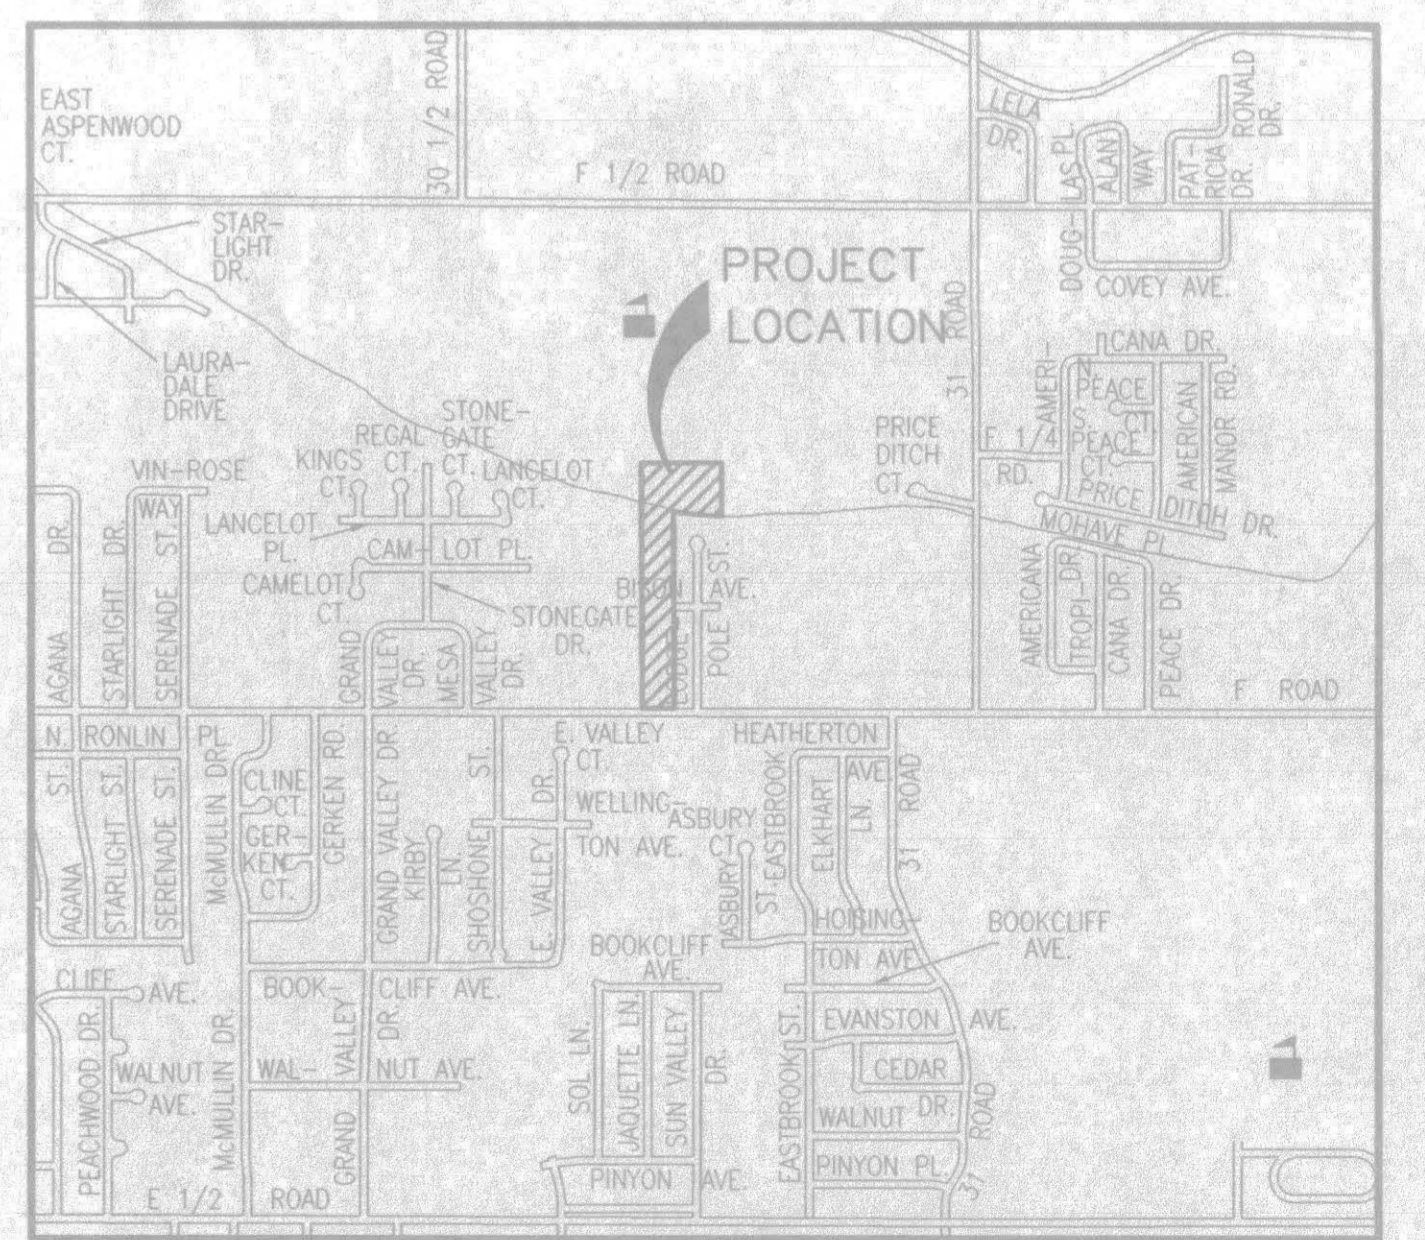 EAST
ASPENWOOD
CT.
30 1/2 ROAD
F 1/2 ROAD
LELA
DR.
DOUG-LAS PL.
ALAN
WAY
PAT-
RICIA
DR.
RONALD
DR.
STAR-
LIGHT
DR.
PROJECT
LOCATION
COVEY AVE.
31 ROAD
LAURA-
DALE
DRIVE
AMERI-
CANA DR.
N.
PEACE
CT.
S.
PEACE
CT.
AMERICAN
MANOR RD.
STONE-
GATE
CT.
REGAL
CT.
KINGS
CT.
LANCELOT
CT.
PRICE
DITCH
CT.
F 1/4
RD.
VIN-ROSE
WAY
LANCELOT
PL.
PRICE DITCH DR.
MOHAVE PL.
CAM- LOT PL.
CAMELOT
CT.
STONEGATE
DR.
BISON AVE.
LODGE
POLE ST.
AGANA DR.
STARLIGHT DR.
SERENADE ST.
GRAND
VALLEY
DR.
MESA
VALLEY
DR.
AMERICANA
TROPI- DR.
CANA DR.
PEACE DR.
F ROAD
N. RONLIN PL.
AGANA ST.
STARLIGHT ST.
SERENADE ST.
McMULLIN DR.
CLINE
CT.
GER-
KEN
CT.
GERKEN RD.
GRAND VALLEY DR.
KIRBY
LN.
SHOSHONE ST.
E. VALLEY DR.
E. VALLEY
CT.
WELLING-
TON AVE.
HEATHERTON
AVE.
ASBURY
CT.
ASBURY
ST.
EASTBROOK
ELKHART
LN.
31 ROAD
HOISING-
TON AVE.
BOOKCLIFF
AVE.
BOOKCLIFF
AVE.
CLIFF AVE.
BOOK- CLIFF AVE.
EVANSTON AVE.
CEDAR
DR.
WALNUT
PINYON PL.
31 ROAD
EASTBROOK ST.
SOL LN.
JAQUETTE LN.
SUN VALLEY
DR.
PINYON AVE.
PEACHWOOD DR.
WALNUT
AVE.
McMULLIN DR.
WAL- NUT AVE.
GRAND VALLEY DR.
E 1/2 ROAD